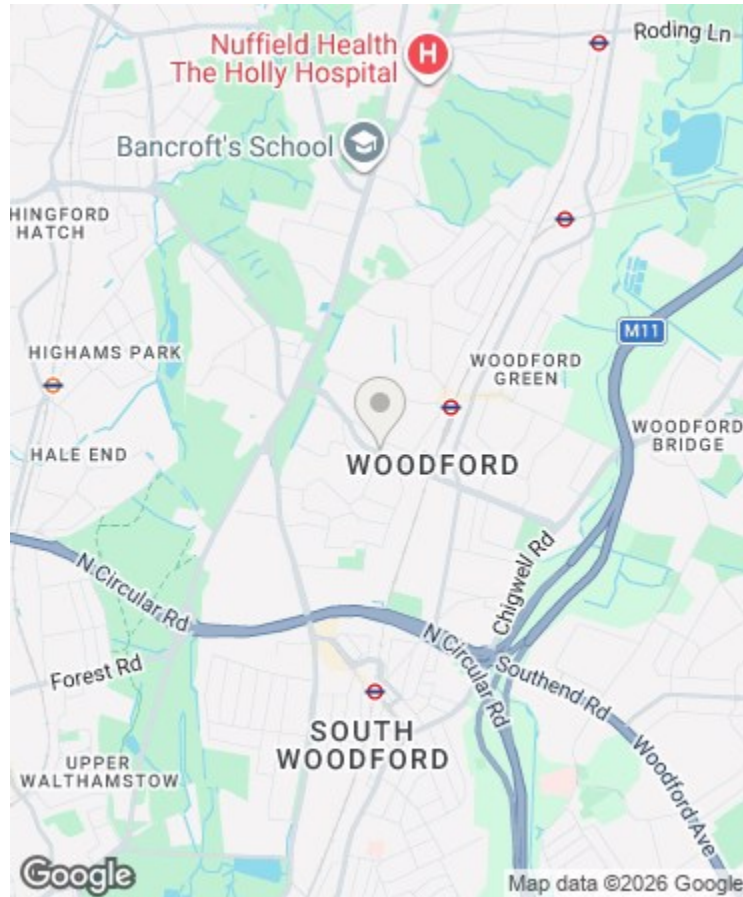 Roding Ln
Nuffield Health
The Holly Hospital
H
Bancroft's School
HINGFORD
HATCH
M11
HIGHAMS PARK
WOODFORD
GREEN
WOODFORD
BRIDGE
HALE END
WOODFORD
Chigwell Rd
N Circular Rd
N Circular Rd
Forest Rd
Southend Rd
SOUTH
WOODFORD
Woodford Ave
UPPER
WALTHAMSTOW
Google
Map data ©2026 Google